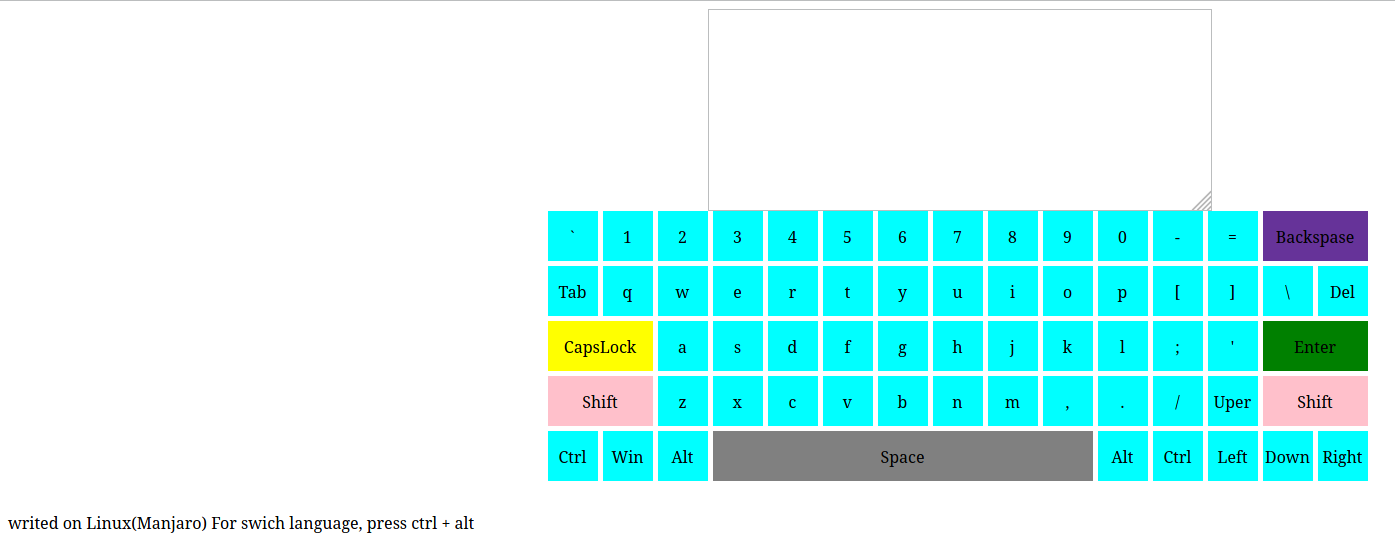 ` 1 2 3 4 5 6 7 8 9 0 - = Backspase
Tab q w e r t y u i o p [ ] \ Del
CapsLock a s d f g h j k l ; ' Enter
Shift z x c v b n m , . / Uper Shift
Ctrl Win Alt Space Alt Ctrl Left Down Right
writed on Linux(Manjaro) For swich language, press ctrl + alt